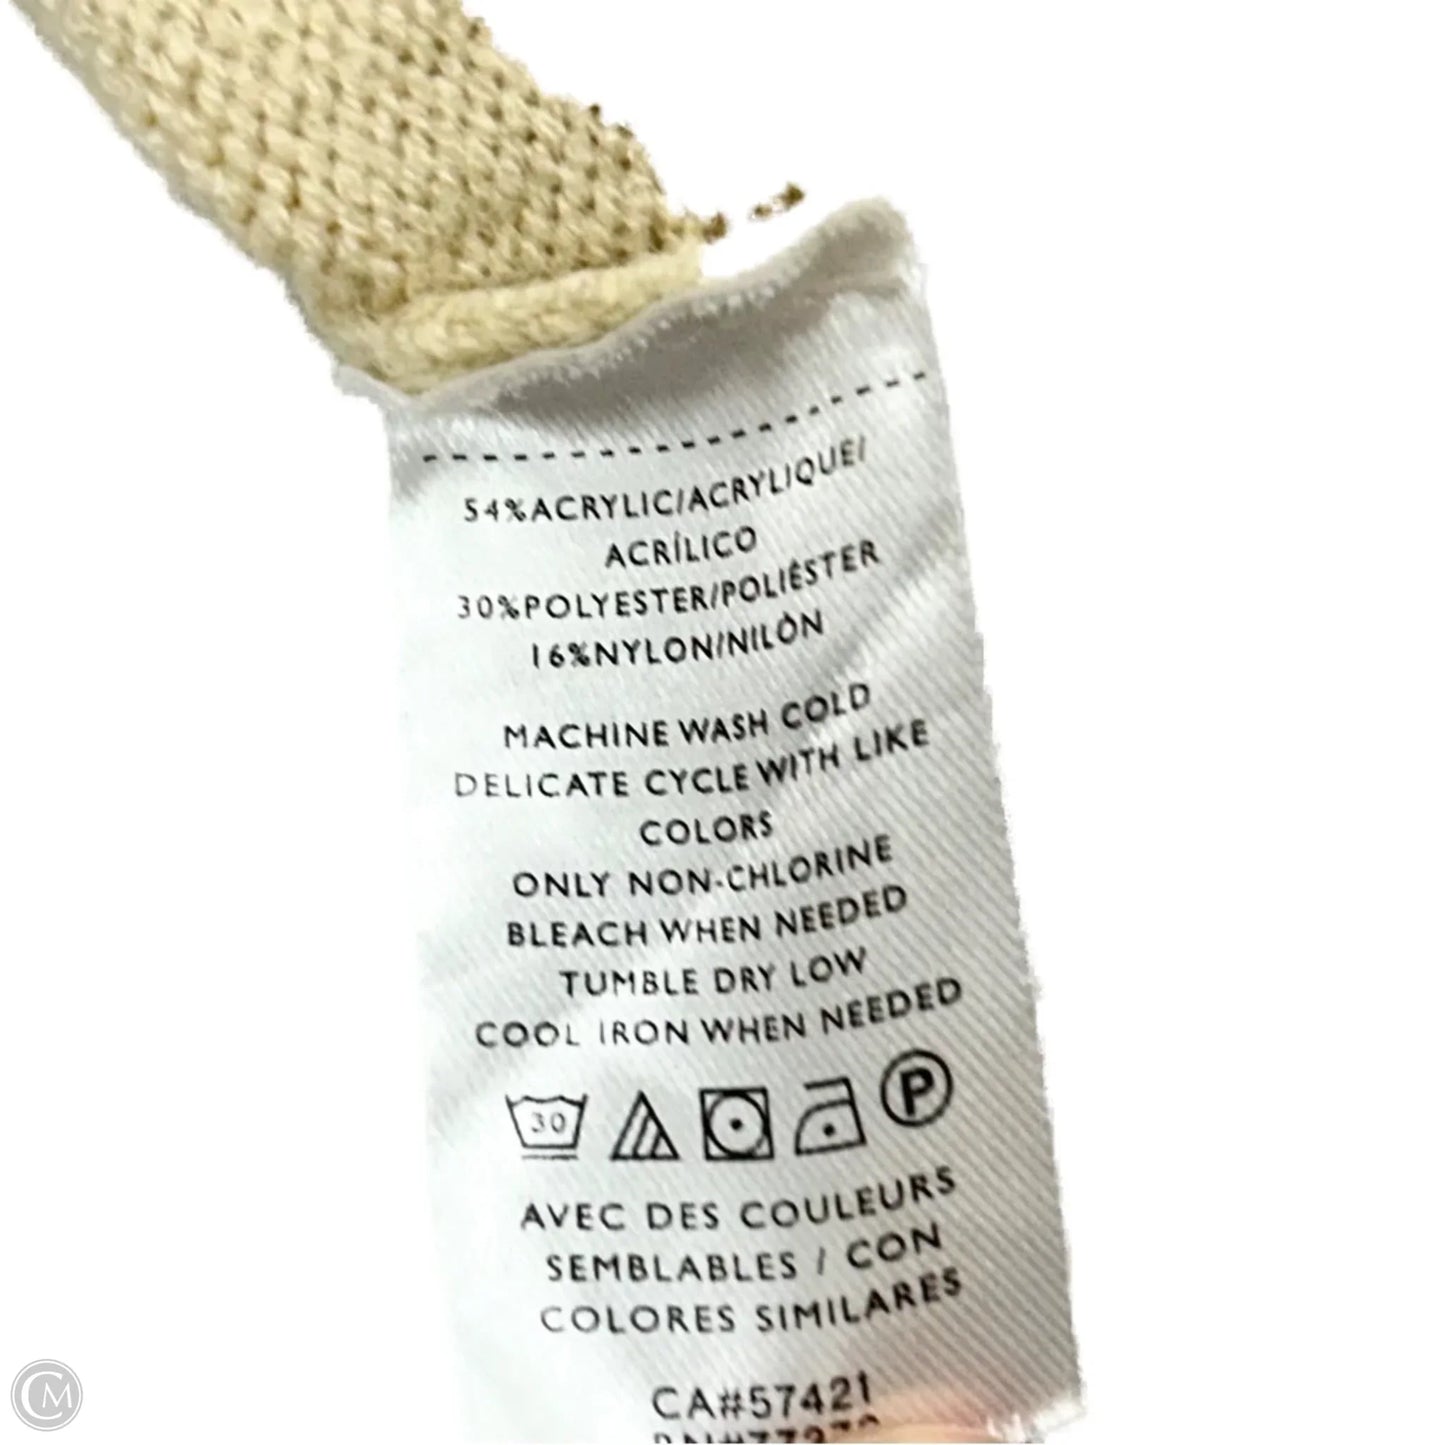 54%ACRYLIC/ACRYLIQUE/
ACRÍLICO
30%POLYESTER/POLIÉSTER
16%NYLON/NILÒN
MACHINE WASH COLD
DELICATE CYCLE WITH LIKE
COLORS
ONLY NON-CHLORINE
BLEACH WHEN NEEDED
TUMBLE DRY LOW
COOL IRON WHEN NEEDED
30 P
AVEC DES COULEURS
SEMBLABLES / CON
COLORES SIMILARES
CA#57421
CM